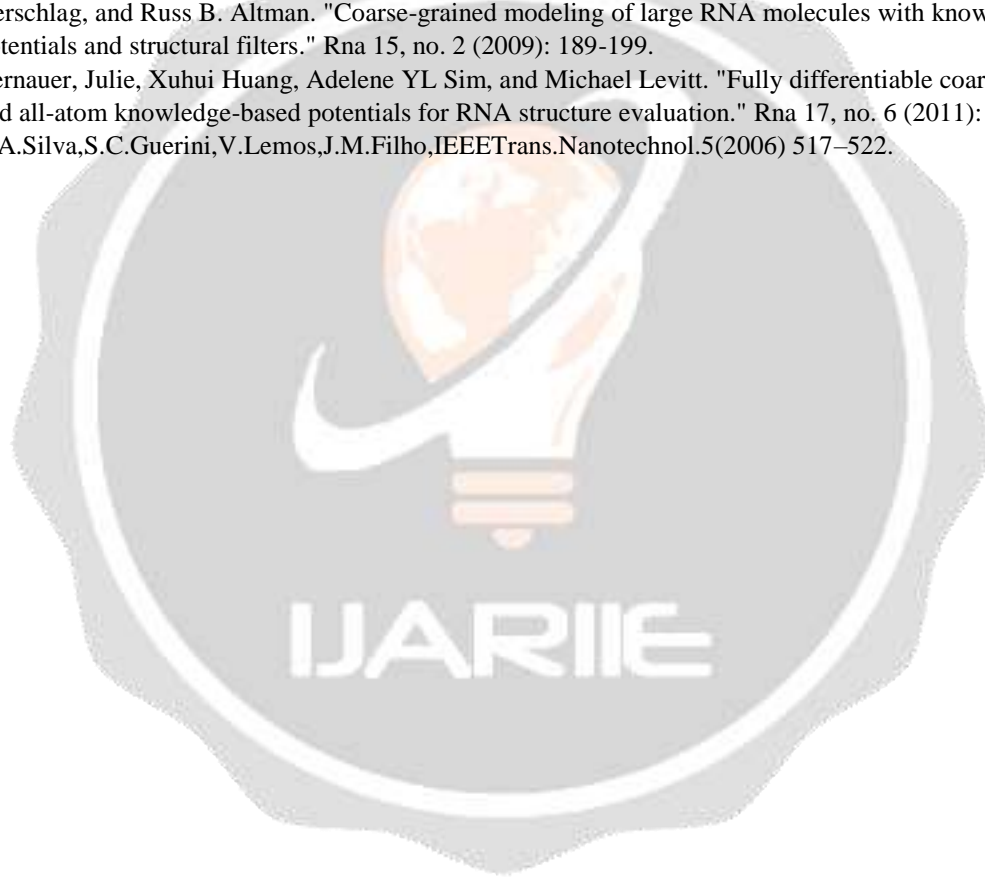 erschlag, and Russ B. Altman. "Coarse-grained modeling of large RNA molecules with know
tentials and structural filters." Rna 15, no. 2 (2009): 189-199.
ernauer, Julie, Xuhui Huang, Adelene YL Sim, and Michael Levitt. "Fully differentiable coar
d all-atom knowledge-based potentials for RNA structure evaluation." Rna 17, no. 6 (2011):
A.Silva,S.C.Guerini,V.Lemos,J.M.Filho,IEEETrans.Nanotechnol.5(2006) 517–522.
IJARIIE